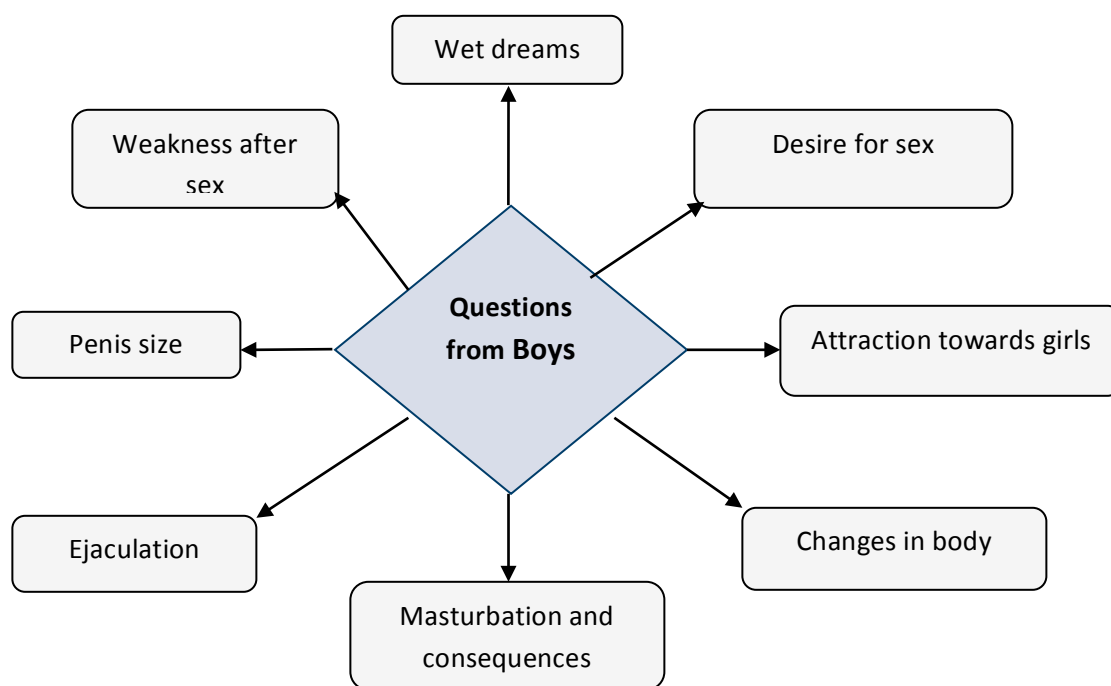 Wet dreams
Weakness after
sex
Desire for sex
Questions
from Boys
Penis size
Attraction towards girls
Ejaculation
Changes in body
Masturbation and
consequences